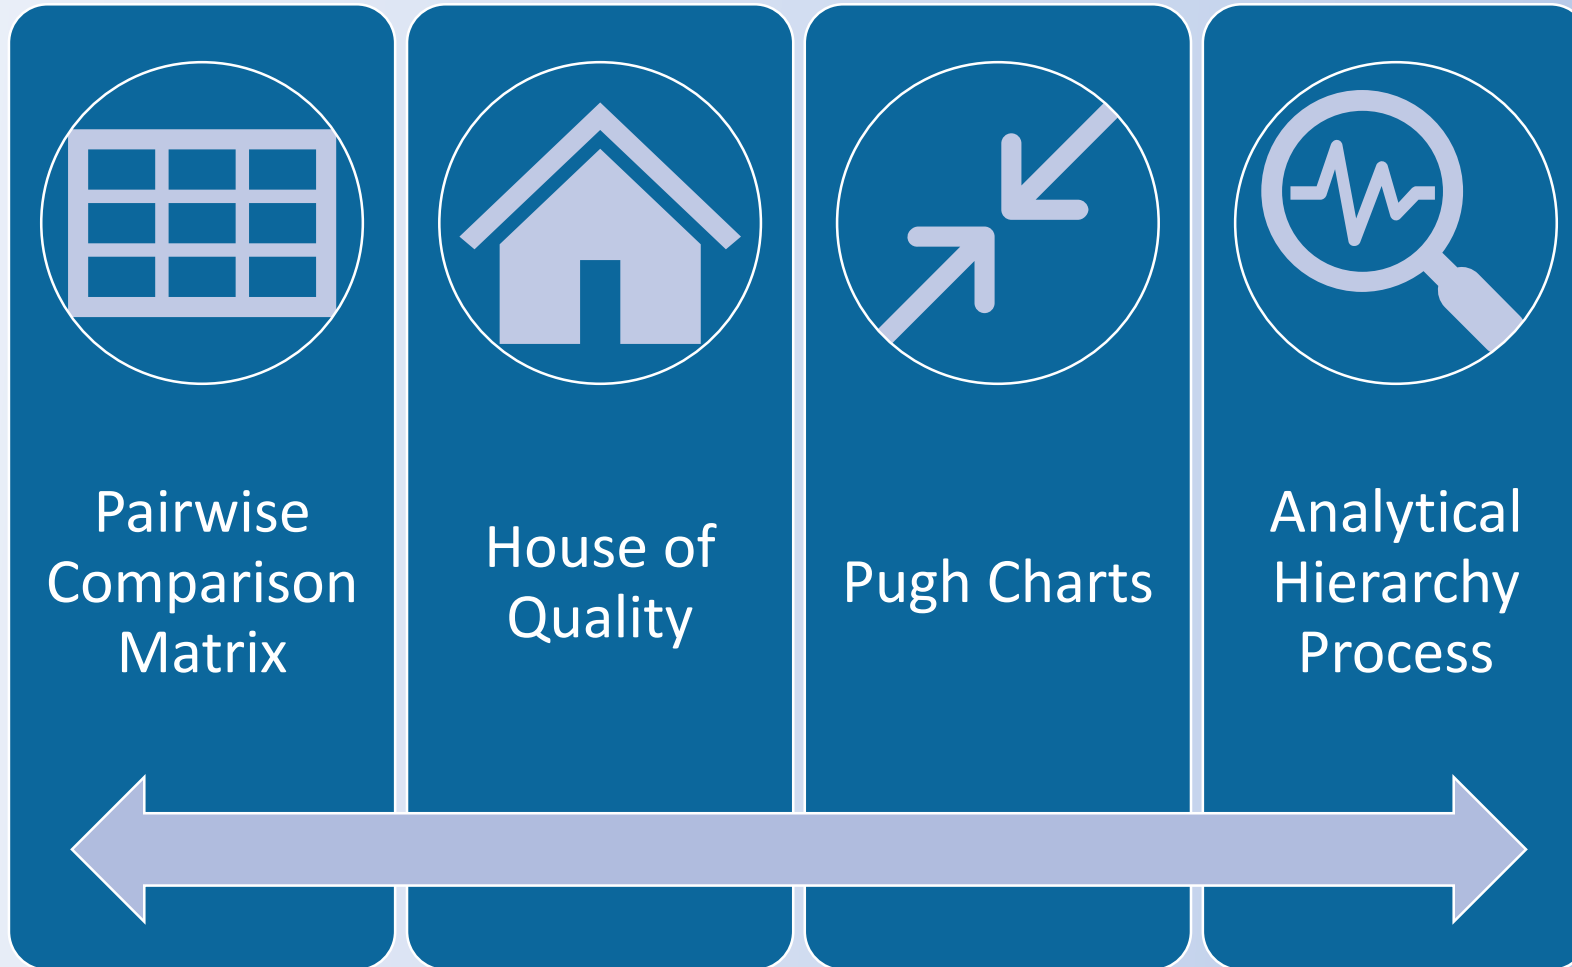 Pairwise
Comparison
Matrix
House of
Quality
Pugh Charts
Analytical
Hierarchy
Process